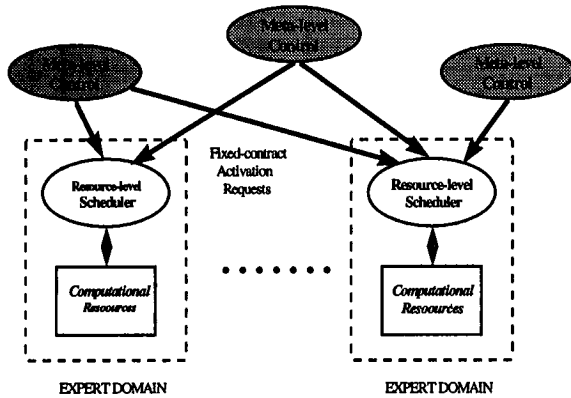 Meta-level
Control
Meta-level
Control
Meta-level
Control
Fixed-contract
Activation
Requests
Resource-level
Scheduler
Resource-level
Scheduler
Computational
Resources
Computational
Resources
EXPERT DOMAIN
EXPERT DOMAIN